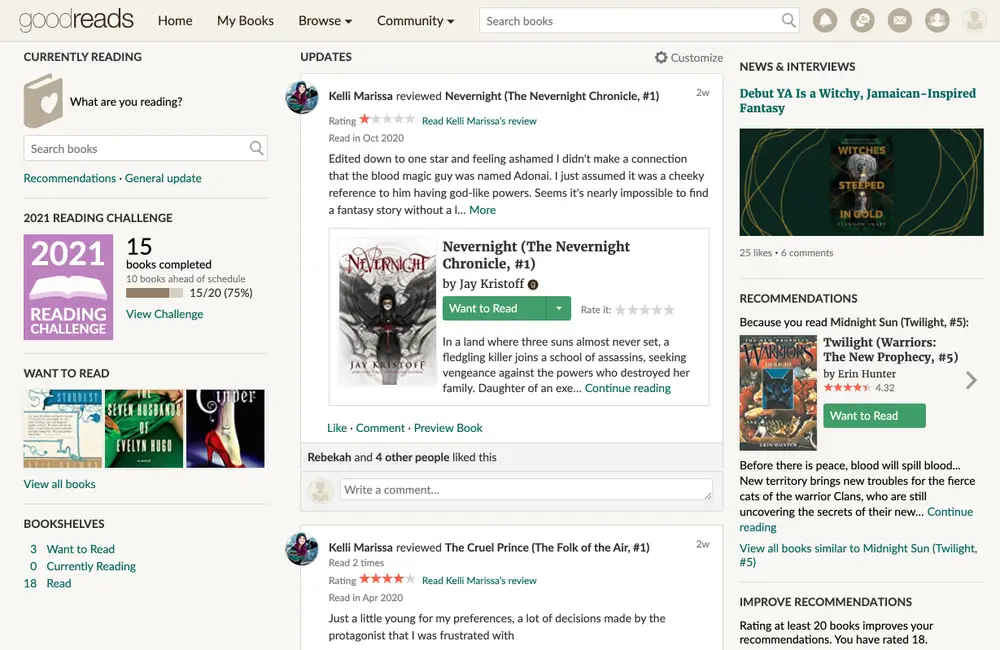 goodreads
Home
My Books
Browse
Community
Search books
CURRENTLY READING
What are you reading?
Search books
Recommendations · General update
2021 READING CHALLENGE
2021
READING
CHALLENGE
15
books completed
10 books ahead of schedule
15/20 (75%)
View Challenge
WANT TO READ
STARDUST
THE
SEVEN HUSBANDS
OF
EVELYN HUGO
Cinder
View all books
BOOKSHELVES
3 Want to Read
0 Currently Reading
18 Read
UPDATES
Customize
Kelli Marissa reviewed Nevernight (The Nevernight Chronicle, #1)
2w
Rating
Read Kelli Marissa's review
Read in Oct 2020
Edited down to one star and feeling ashamed I didn't make a connection
that the blood magic guy was named Adonai. I just assumed it was a cheeky
reference to him having god-like powers. Seems it's nearly impossible to find
a fantasy story without a l... More
NEVERNIGHT
JAY KRISTOFF
Nevernight (The Nevernight
Chronicle, #1)
by Jay Kristoff
Want to Read
Rate it:
In a land where three suns almost never set, a
fledgling killer joins a school of assassins, seeking
vengeance against the powers who destroyed her
family. Daughter of an exe... Continue reading
Like · Comment · Preview Book
Rebekah and 4 other people liked this
Write a comment...
Kelli Marissa reviewed The Cruel Prince (The Folk of the Air, #1)
2w
Read 2 times
Rating
Read Kelli Marissa's review
Read in Apr 2020
Just a little young for my preferences, a lot of decisions made by the
protagonist that I was frustrated with
NEWS & INTERVIEWS
Debut YA Is a Witchy, Jamaican-Inspired
Fantasy
WITCHES
STEEPED
IN GOLD
25 likes • 6 comments
RECOMMENDATIONS
Because you read Midnight Sun (Twilight, #5):
THE NEW PROPHECY
WARRIORS
TWILIGHT
ERIN HUNTER
Twilight (Warriors:
The New Prophecy, #5)
by Erin Hunter
4.32
Want to Read
Before there is peace, blood will spill blood...
New territory brings new troubles for the fierce
cats of the warrior Clans, who are still
uncovering the secrets of their new... Continue
reading
View all books similar to Midnight Sun (Twilight,
#5)
IMPROVE RECOMMENDATIONS
Rating at least 20 books improves your
recommendations. You have rated 18.